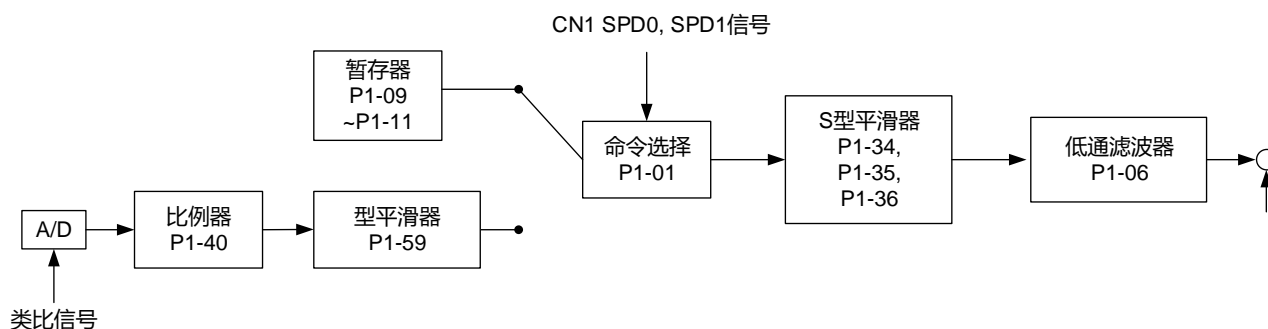 CN1 SPD0, SPD1信号
暂存器
P1-09
~P1-11
命令选择
P1-01
S型平滑器
P1-34,
P1-35,
P1-36
低通滤波器
P1-06
A/D
比例器
P1-40
型平滑器
P1-59
类比信号